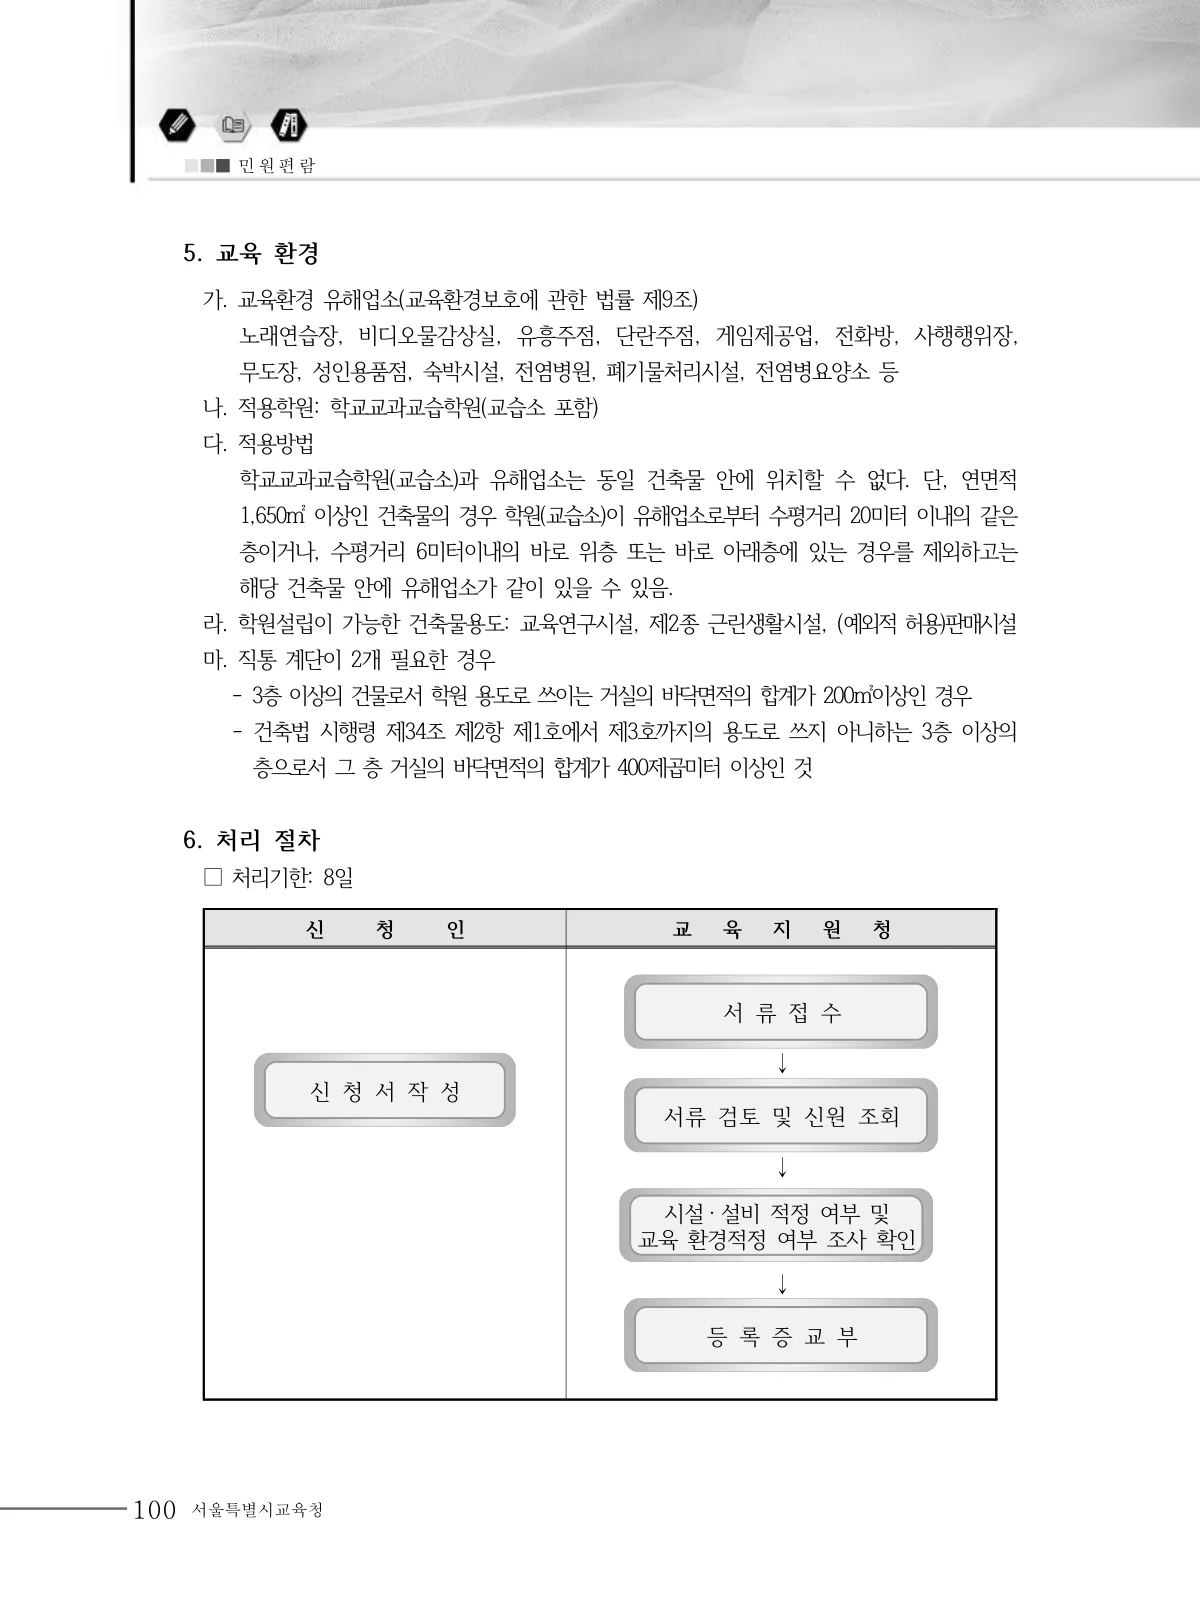 민원편람
5. 교육 환경
가. 교육환경 유해업소(교육환경보호에 관한 법률 제9조)
노래연습장, 비디오물감상실, 유흥주점, 단란주점, 게임제공업, 전화방, 사행행위장,
무도장, 성인용품점, 숙박시설, 전염병원, 폐기물처리시설, 전염병요양소 등
나. 적용학원: 학교교과교습학원(교습소 포함)
다. 적용방법
학교교과교습학원(교습소)과 유해업소는 동일 건축물 안에 위치할 수 없다. 단, 연면적
1,650㎡ 이상인 건축물의 경우 학원(교습소)이 유해업소로부터 수평거리 20미터 이내의 같은
층이거나, 수평거리 6미터이내의 바로 위층 또는 바로 아래층에 있는 경우를 제외하고는
해당 건축물 안에 유해업소가 같이 있을 수 있음.
라. 학원설립이 가능한 건축물용도: 교육연구시설, 제2종 근린생활시설, (예외적 허용)판매시설
마. 직통 계단이 2개 필요한 경우
- 3층 이상의 건물로서 학원 용도로 쓰이는 거실의 바닥면적의 합계가 200㎡이상인 경우
- 건축법 시행령 제34조 제2항 제1호에서 제3호까지의 용도로 쓰지 아니하는 3층 이상의
층으로서 그 층 거실의 바닥면적의 합계가 400제곱미터 이상인 것
6. 처리 절차
□ 처리기한: 8일
신 청 인
교 육 지 원 청
서 류 접 수
↓
신 청 서 작 성
서류 검토 및 신원 조회
↓
시설·설비 적정 여부 및
교육 환경적정 여부 조사 확인
↓
등 록 증 교 부
100 서울특별시교육청